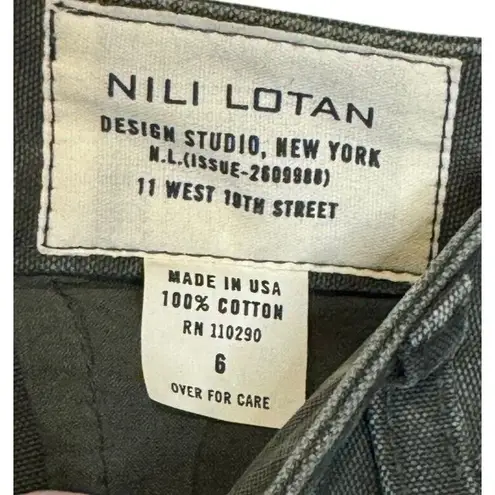 NILI LOTAN
DESIGN STUDIO, NEW YORK
N.L.(ISSUE-2609988)
11 WEST 19TH STREET
MADE IN USA
100% COTTON
RN 110290
6
OVER FOR CARE